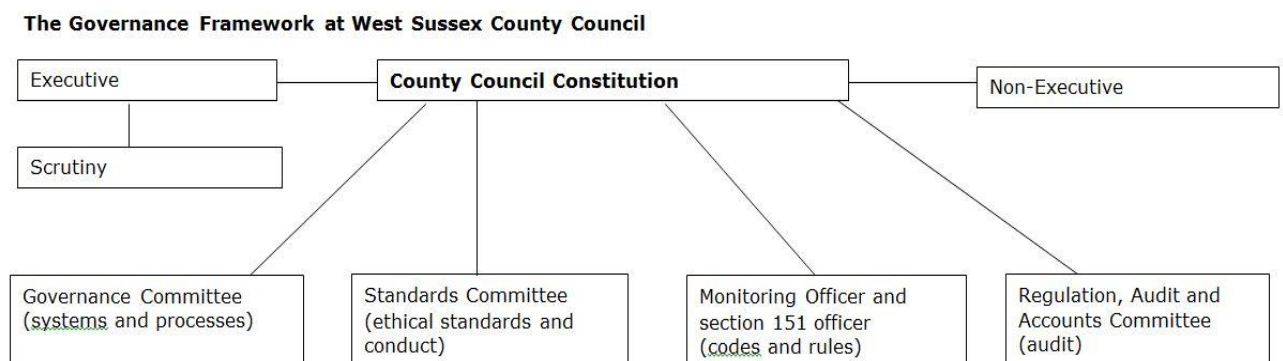 The Governance Framework at West Sussex County Council
Executive
County Council Constitution
Non-Executive
Scrutiny
Governance Committee
(systems and processes)
Standards Committee
(ethical standards and
conduct)
Monitoring Officer and
section 151 officer
(codes and rules)
Regulation, Audit and
Accounts Committee
(audit)